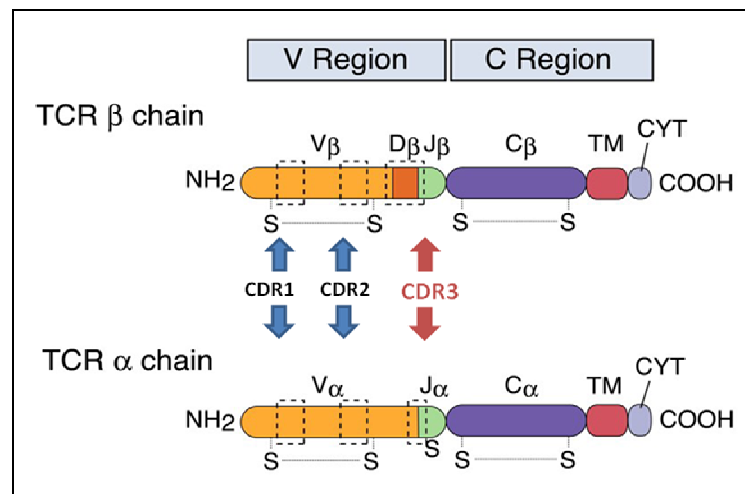 V Region C Region
TCR β chain
Vβ Dβ Jβ Cβ TM CYT
NH2 COOH
S S S S
CDR1 CDR2 CDR3
TCR α chain
Vα Jα Cα TM CYT
NH2 COOH
S
S S S S